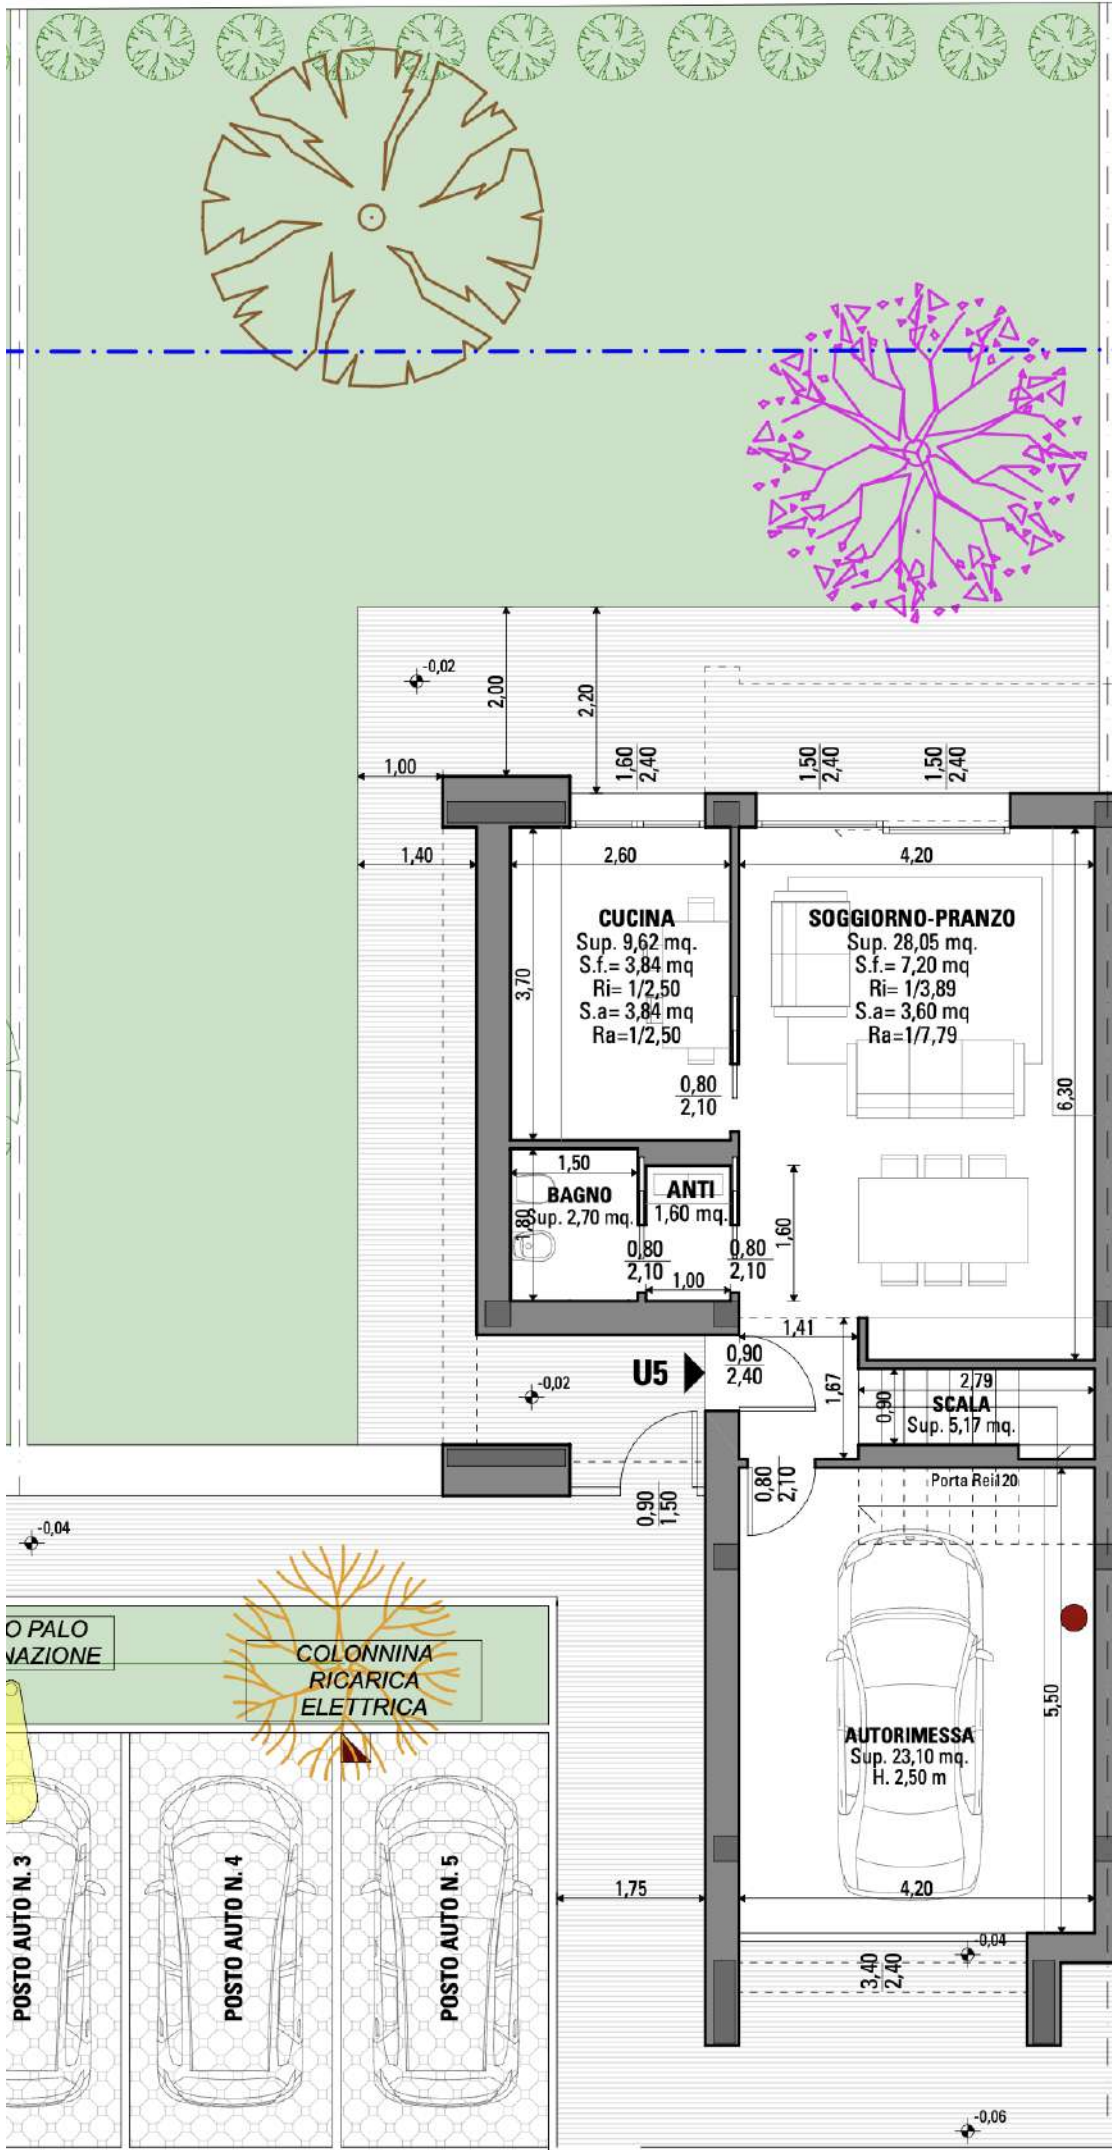 -0,02
2,00
2,20
1,00
1,60
2,40
1,50
2,40
1,50
2,40
1,40
2,60
4,20
CUCINA
Sup. 9,62 mq.
S.f.= 3,84 mq
Ri= 1/2,50
S.a= 3,84 mq
Ra=1/2,50
3,70
SOGGIORNO-PRANZO
Sup. 28,05 mq.
S.f.= 7,20 mq
Ri= 1/3,89
S.a= 3,60 mq
Ra=1/7,79
0,80
2,10
6,30
1,50
BAGNO
Sup. 2,70 mq.
1,80
ANTI
1,60 mq.
1,60
0,80
2,10
1,00
0,80
2,10
1,41
U5
0,90
2,40
1,67
-0,02
2,79
0,90
SCALA
Sup. 5,17 mq.
0,80
2,10
Porta Rei120
0,90
1,50
-0,04
O PALO
NAZIONE
COLONNINA
RICARICA
ELETTRICA
5,50
AUTORIMESSA
Sup. 23,10 mq.
H. 2,50 m
POSTO AUTO N. 3
POSTO AUTO N. 4
POSTO AUTO N. 5
1,75
4,20
-0,04
3,40
2,40
-0,06